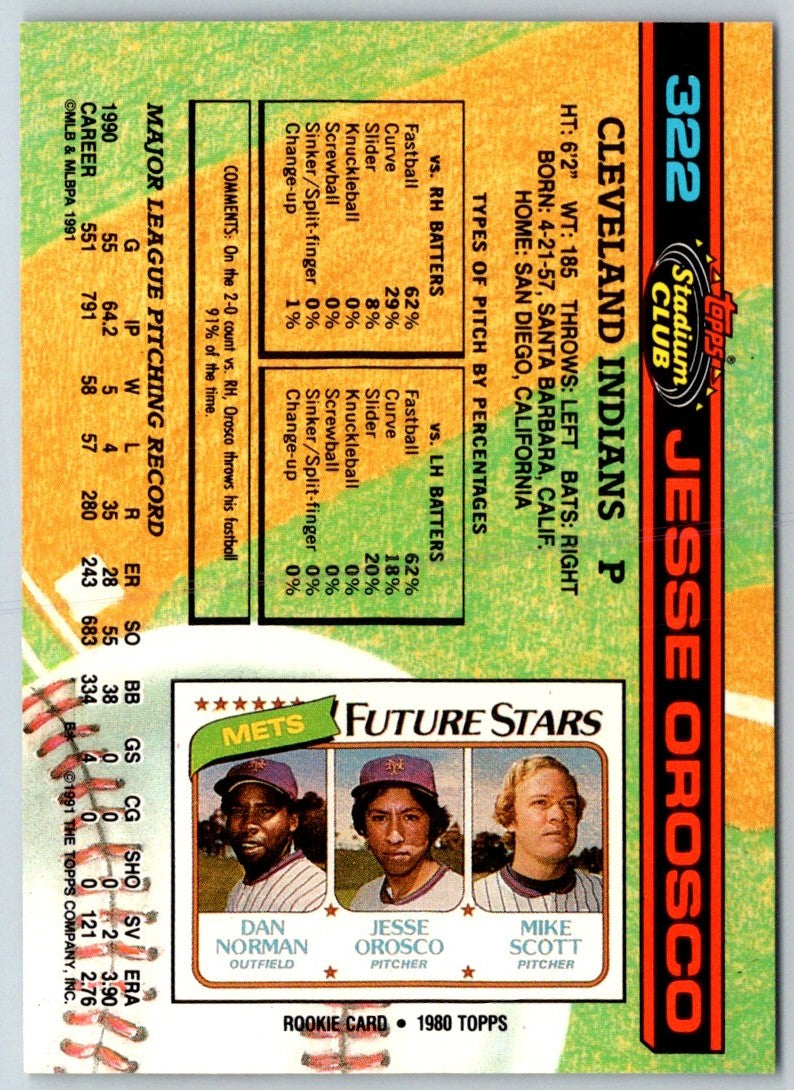 322
topps®
Stadium
CLUB
JESSE OROSCO
CLEVELAND INDIANS P
HT: 6'2" WT: 185 THROWS: LEFT BATS: RIGHT
BORN: 4-21-57, SANTA BARBARA, CALIF.
HOME: SAN DIEGO, CALIFORNIA
TYPES OF PITCH BY PERCENTAGES
vs. RH BATTERS
Fastball 62%
Curve 29%
Slider 8%
Knuckleball 0%
Screwball 0%
Sinker/Split-finger 0%
Change-up 1%
vs. LH BATTERS
Fastball 62%
Curve 18%
Slider 20%
Knuckleball 0%
Screwball 0%
Sinker/Split-finger 0%
Change-up 0%
COMMENTS: On the 2-0 count vs. RH, Orosco throws his fastball
91% of the time.
MAJOR LEAGUE PITCHING RECORD
G IP W L R ER SO BB GS CG SHO SV ERA
1990 55 64.2 5 4 35 28 55 38 0 0 0 2 3.90
CAREER 551 791 58 57 280 243 683 334 4 0 0 121 2.76
©MLB & MLBPA 1991
©1991 THE TOPPS COMPANY, INC.
METS
FUTURE STARS
DAN
NORMAN
OUTFIELD
JESSE
OROSCO
PITCHER
MIKE
SCOTT
PITCHER
ROOKIE CARD • 1980 TOPPS